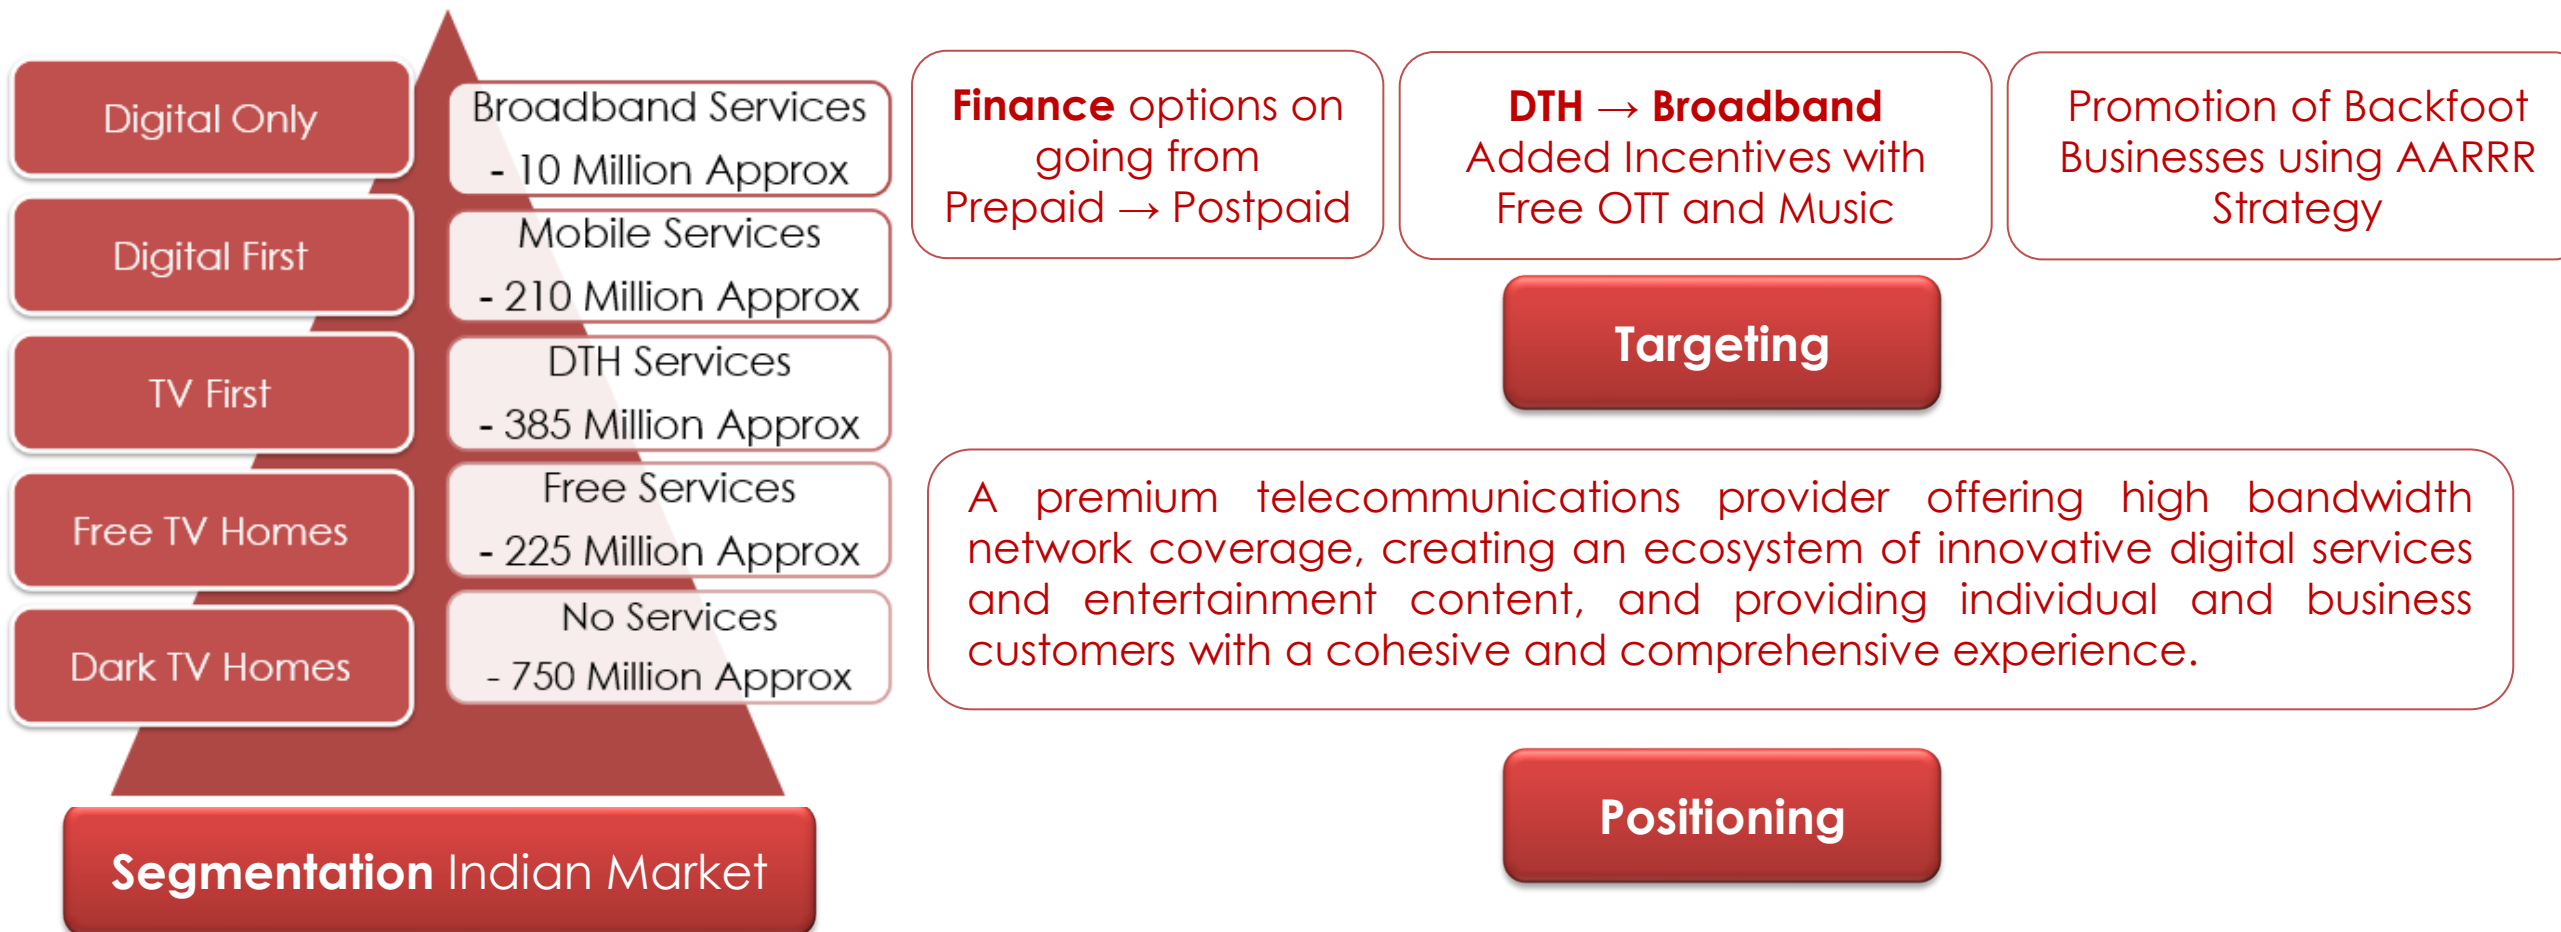 Digital Only
Broadband Services
- 10 Million Approx
Digital First
Mobile Services
- 210 Million Approx
TV First
DTH Services
- 385 Million Approx
Free TV Homes
Free Services
- 225 Million Approx
Dark TV Homes
No Services
- 750 Million Approx
Segmentation Indian Market
Finance options on
going from
Prepaid → Postpaid
DTH → Broadband
Added Incentives with
Free OTT and Music
Promotion of Backfoot
Businesses using AARRR
Strategy
Targeting
A premium telecommunications provider offering high bandwidth
network coverage, creating an ecosystem of innovative digital services
and entertainment content, and providing individual and business
customers with a cohesive and comprehensive experience.
Positioning